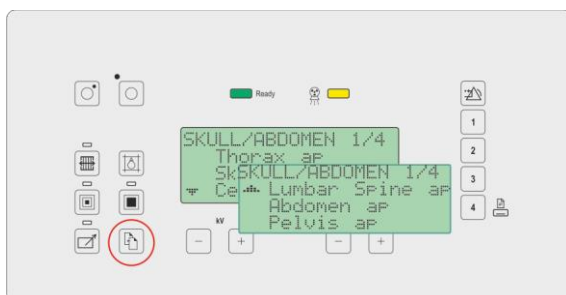 Ready
SKULL/ABDOMEN 1/4
Thorax ap
Sk
Ce
SKULL/ABDOMEN 1/4
Lumbar Spine ap
Abdomen ap
Pelvis ap
1
2
3
4
kV
- +
- +